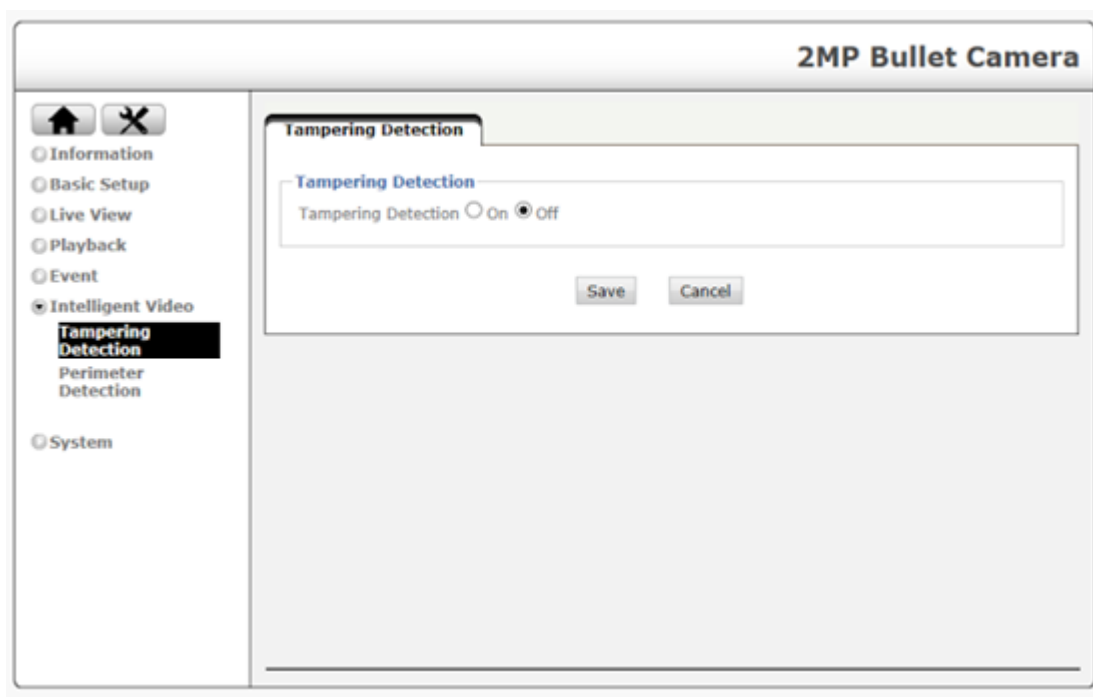 2MP Bullet Camera
Information
Basic Setup
Live View
Playback
Event
Intelligent Video
Tampering
Detection
Perimeter
Detection
System
Tampering Detection
Tampering Detection
Tampering Detection On Off
Save Cancel